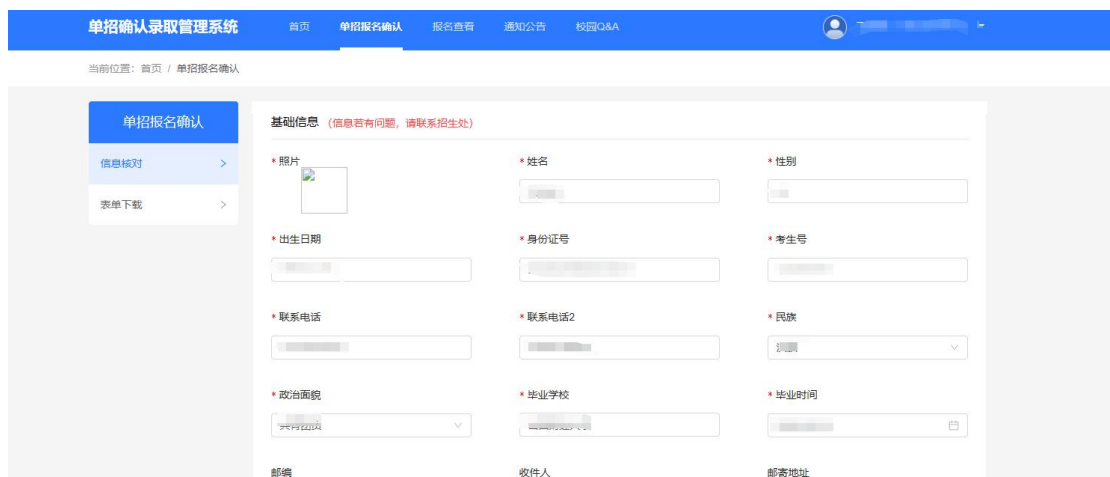 单招确认录取管理系统 首页 单招报名确认 报名查看 通知公告 校园Q&A
当前位置: 首页 / 单招报名确认
单招报名确认
信息核对 >
表单下载 >
基础信息 (信息若有问题, 请联系招生处)
* 照片 * 姓名 * 性别
* 出生日期 * 身份证号 * 考生号
* 联系电话 * 联系电话2 * 民族
* 政治面貌 * 毕业学校 * 毕业时间
邮编 收件人 邮寄地址